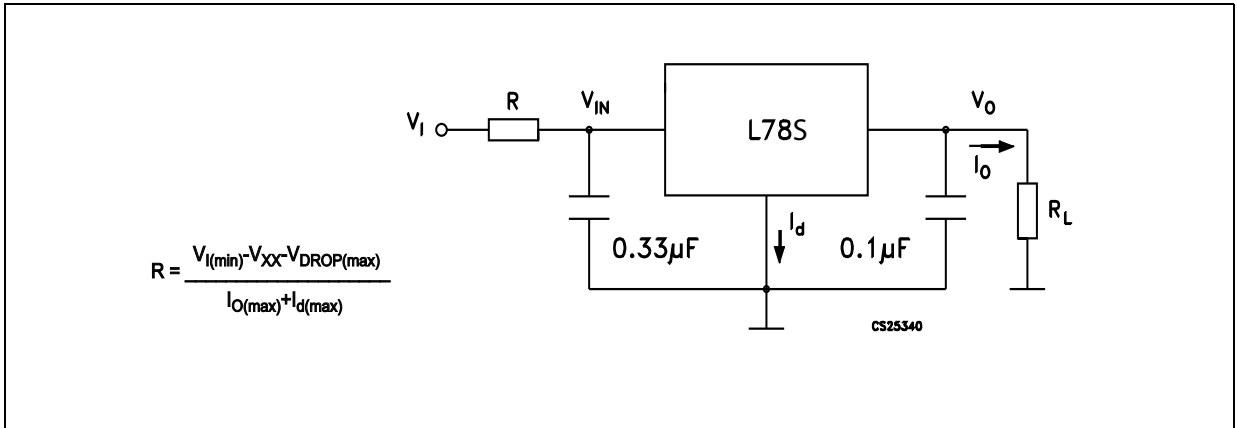 V_I
R
V_IN
L78S
V_O
I_O
R_L
I_d
0.33µF
0.1µF
R = V_I(min)-V_XX-V_DROP(max)
I_O(max)+I_d(max)
CS25340